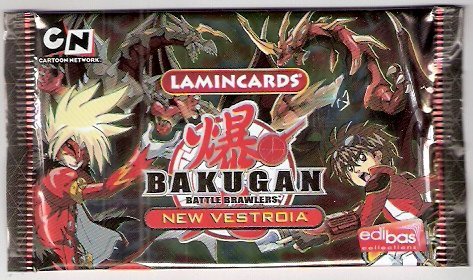 CN
CARTOON NETWORK
LAMINCARDS
爆
BAKUGAN
BATTLE BRAWLERS
NEW VESTROIA
edibas
collections